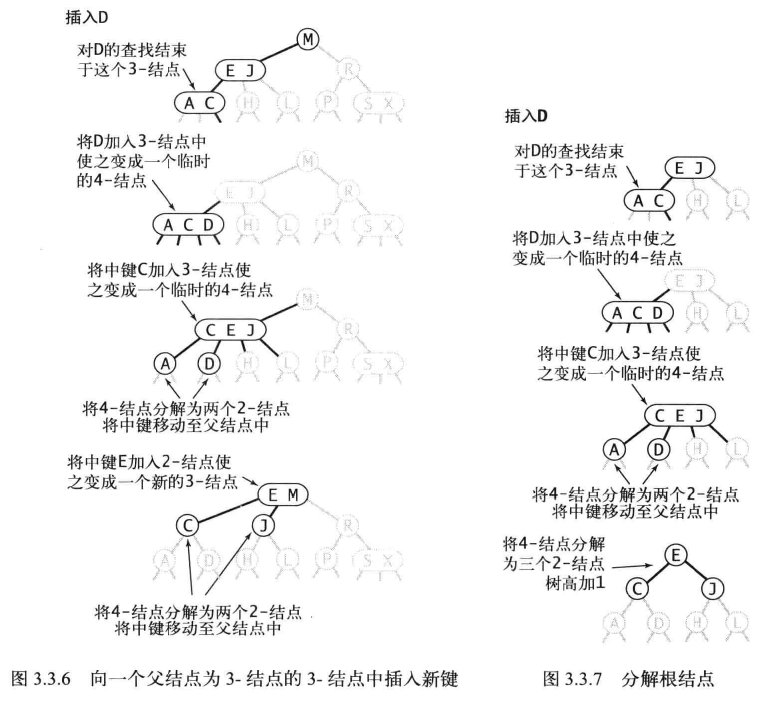 插入D
对D的查找结束
于这个3-结点
M
E J
R
A C
H
L
P
S X
将D加入3-结点中
使之变成一个临时
的4-结点
M
E J
R
A C D
H
L
P
S X
将中键C加入3-结点使
之变成一个临时的4-结点
M
C E J
R
A
D
H
L
P
S X
将4-结点分解为两个2-结点
将中键移动至父结点中
将中键E加入2-结点使
之变成一个新的3-结点
E M
C
J
R
A
D
H
L
P
S X
将4-结点分解为两个2-结点
将中键移动至父结点中
图 3.3.6 向一个父结点为 3- 结点的 3- 结点中插入新键
插入D
对D的查找结束
于这个3-结点
E J
A C
H
L
将D加入3-结点中使之
变成一个临时的4-结点
E J
A C D
H
L
将中键C加入3-结点使
之变成一个临时的4-结点
C E J
A
D
H
L
将4-结点分解为两个2-结点
将中键移动至父结点中
将4-结点分解
为三个2-结点
树高加1
E
C
J
A
D
H
L
图 3.3.7 分解根结点